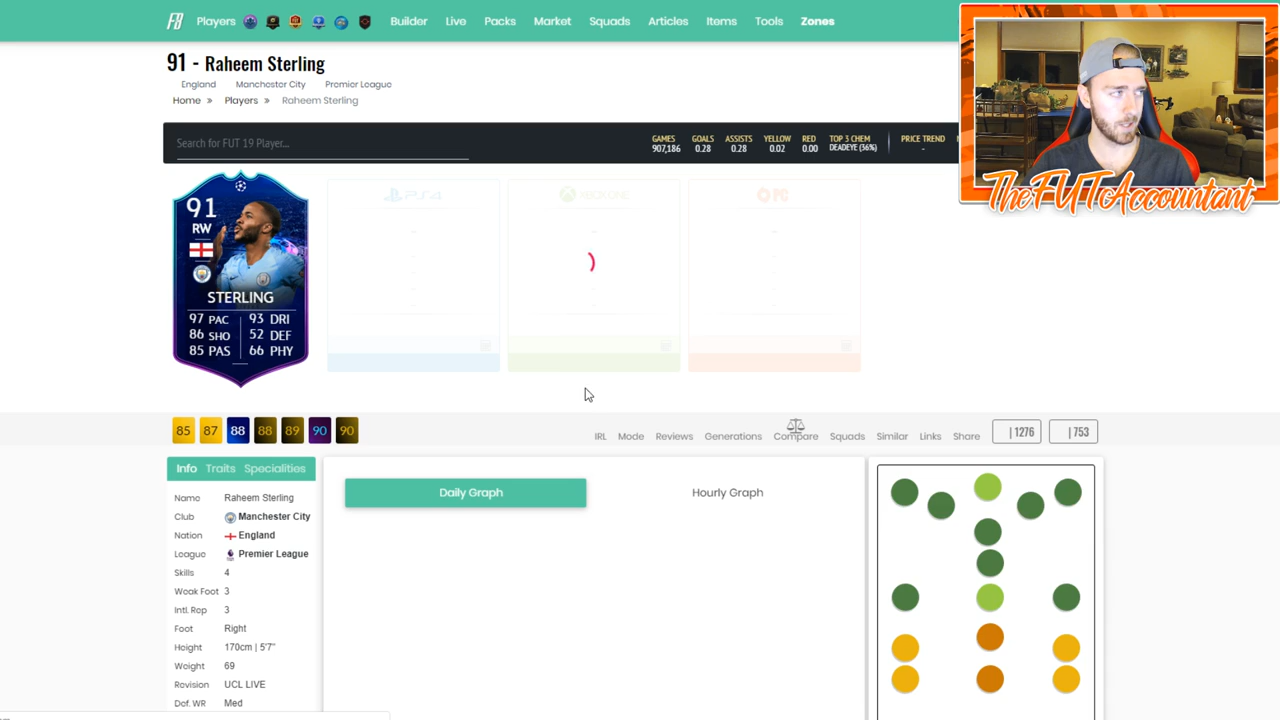 FB Players Builder Live Packs Market Squads Articles Items Tools Zones
91 - Raheem Sterling
England Manchester City Premier League
Home » Players » Raheem Sterling
Search for FUT 19 Player...
GAMES GOALS ASSISTS YELLOW RED TOP 3 CHEM PRICE TREND
907,186 0.28 0.28 0.02 0.00 DEADEYE (36%) -
TheFUTAccountant
PS4 XBOX ONE PC
91
RW
STERLING
97 PAC 93 DRI
86 SHO 52 DEF
85 PAS 66 PHY
85 87 88 88 89 90 90
IRL Mode Reviews Generations Compare Squads Similar Links Share | 1276 | 753
Info Traits Specialities
Daily Graph Hourly Graph
Name Raheem Sterling
Club Manchester City
Nation England
League Premier League
Skills 4
Weak Foot 3
Intl. Rep 3
Foot Right
Height 170cm | 5'7"
Weight 69
Revision UCL LIVE
Def. WR Med